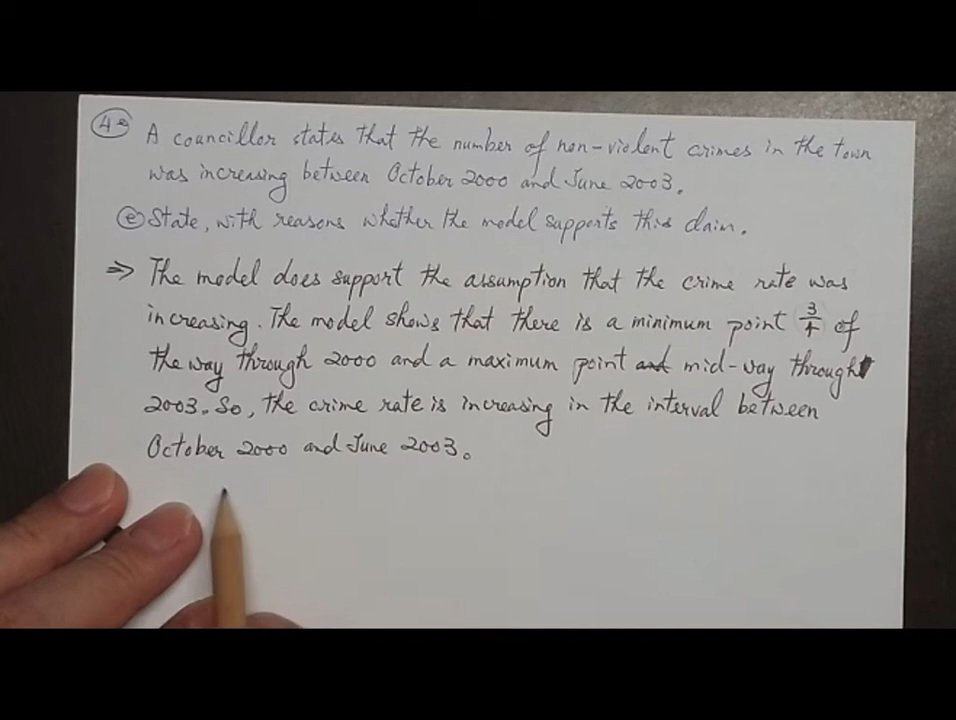 4e A councillor states that the number of non-violent crimes in the town
was increasing between October 2000 and June 2003.
e State, with reasons whether the model supports this claim.
⇒ The model does support the assumption that the crime rate was
increasing. The model shows that there is a minimum point 3/4 of
the way through 2000 and a maximum point and mid-way through
2003. So, the crime rate is increasing in the interval between
October 2000 and June 2003.